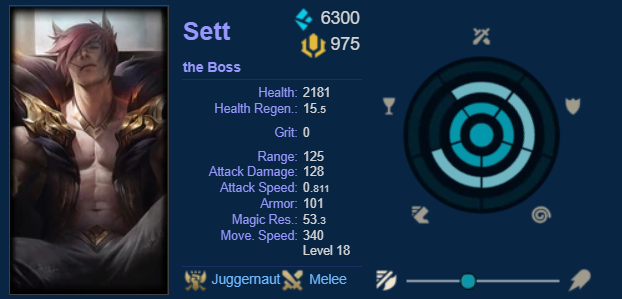 Sett
6300
975
the Boss
Health: 2181
Health Regen.: 15.5
Grit: 0
Range: 125
Attack Damage: 128
Attack Speed: 0.811
Armor: 101
Magic Res.: 53.3
Move. Speed: 340
Level 18
Juggernaut Melee